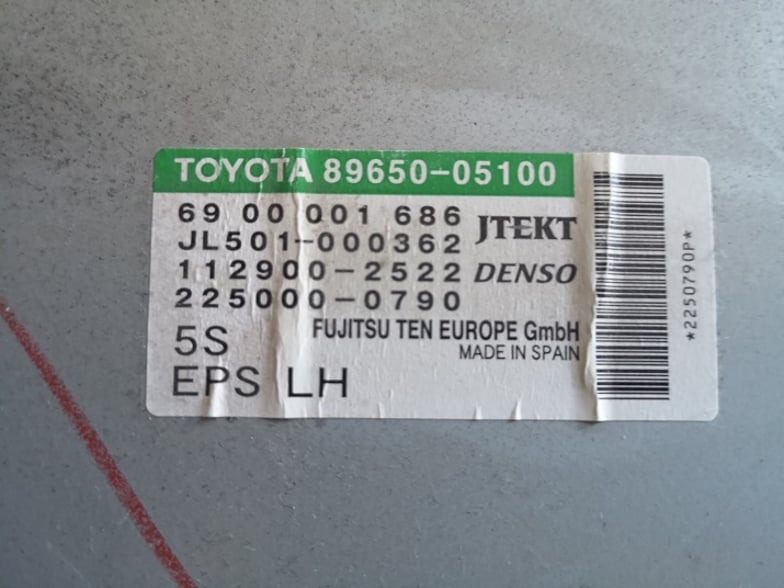 TOYOTA 89650-05100
69 00 001 686 JTEKT
JL501-000362
112900-2522 DENSO
225000-0790
5S FUJITSU TEN EUROPE GmbH
MADE IN SPAIN
EPS LH
*2250790P*